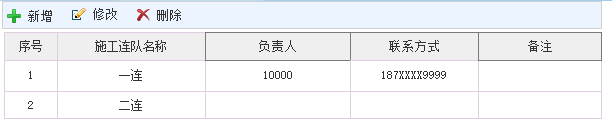 新增 修改 删除
序号 施工连队名称 负责人 联系方式 备注
1 一连 10000 187XXXX9999
2 二连